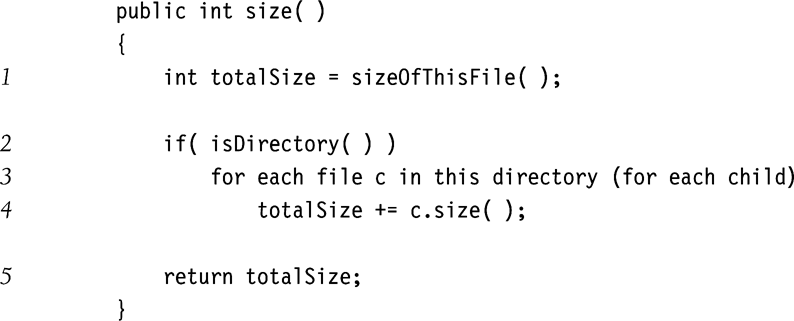 public int size( )
{
1 int totalSize = sizeOfThisFile( );
2 if( isDirectory( ) )
3 for each file c in this directory (for each child)
4 totalSize += c.size( );
5 return totalSize;
}